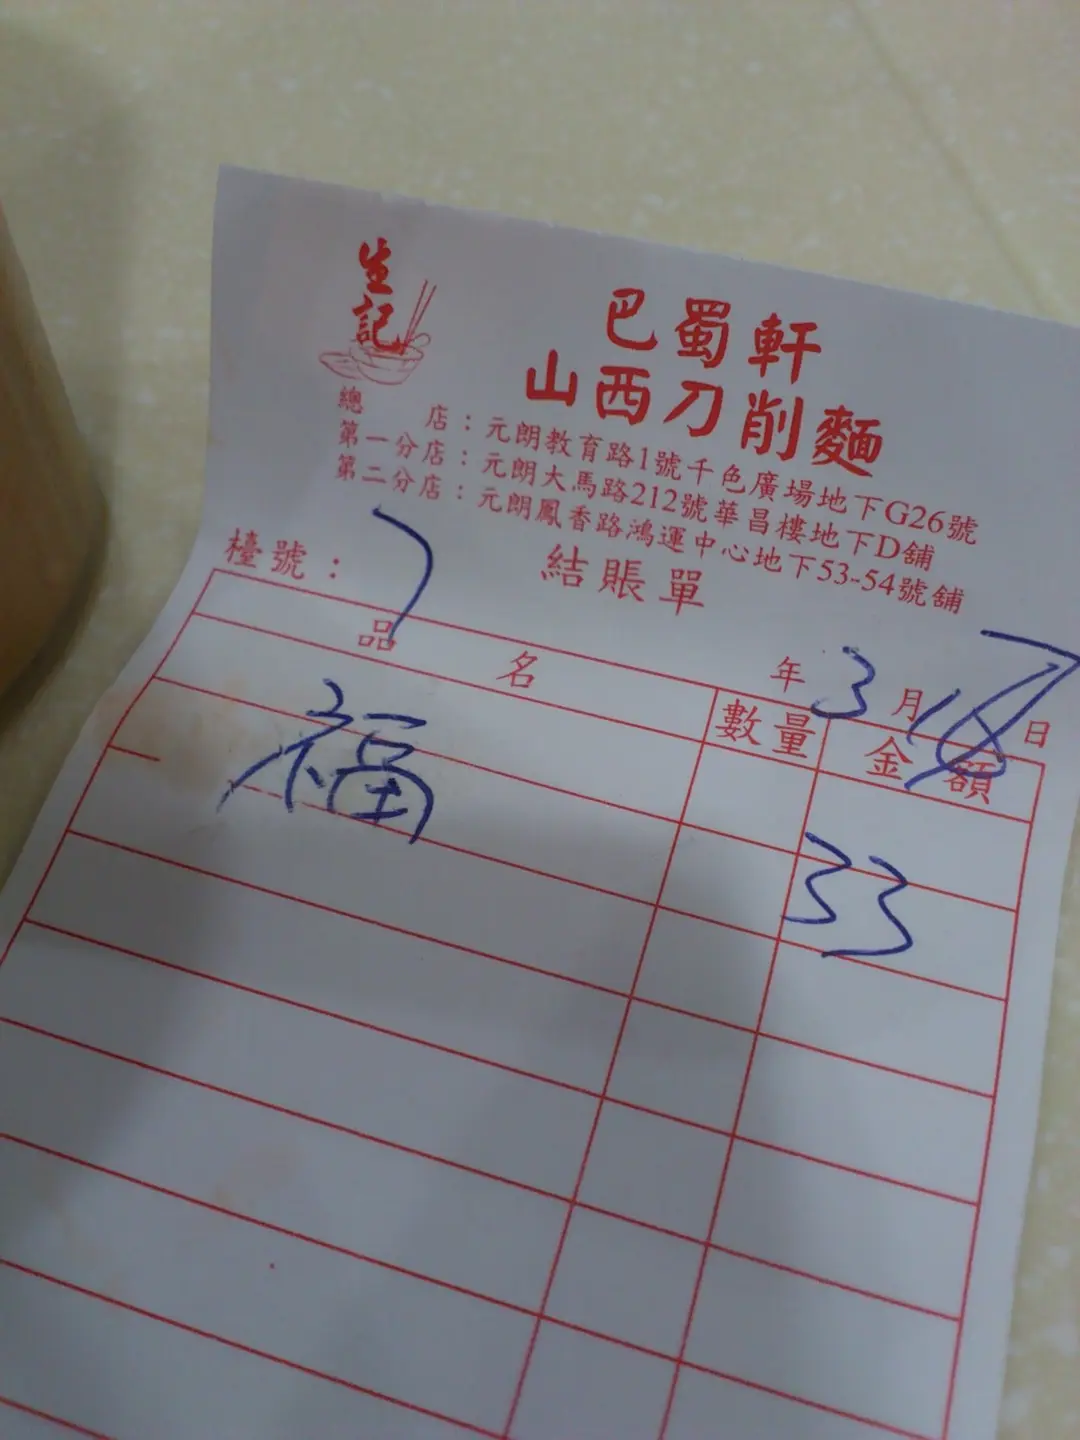 生記
巴蜀軒
山西刀削麵
總店：元朗教育路1號千色廣場地下G26號
第一分店：元朗大馬路212號華昌樓地下D舖
第二分店：元朗鳳香路鴻運中心地下53-54號舖
檯號：7
結賬單
年3月18日
品名 數量 金額
福 33